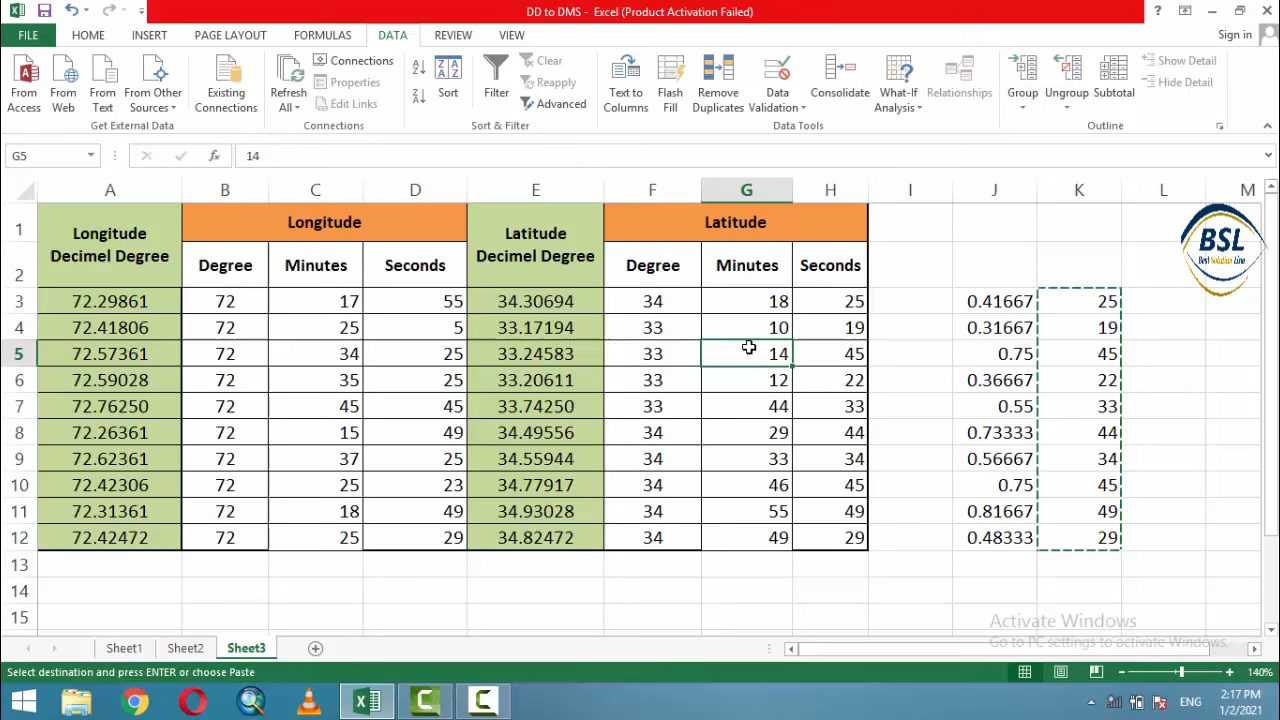 DD to DMS - Excel (Product Activation Failed)
FILE HOME INSERT PAGE LAYOUT FORMULAS DATA REVIEW VIEW Sign in
From Access From Web From Text From Other Sources Existing Connections Refresh All Connections Properties Edit Links Sort Filter Clear Reapply Advanced Text to Columns Flash Fill Remove Duplicates Data Validation Consolidate What-If Analysis Relationships Group Ungroup Subtotal Show Detail Hide Detail
Get External Data Connections Sort & Filter Data Tools Outline
G5 fx 14
A B C D E F G H I J K L M
1 Longitude Decimel Degree Longitude Latitude Decimel Degree Latitude
2 Degree Minutes Seconds Degree Minutes Seconds
BSL
Best Solution Line
3 72.29861 72 17 55 34.30694 34 18 25 0.41667 25
4 72.41806 72 25 5 33.17194 33 10 19 0.31667 19
5 72.57361 72 34 25 33.24583 33 14 45 0.75 45
6 72.59028 72 35 25 33.20611 33 12 22 0.36667 22
7 72.76250 72 45 45 33.74250 33 44 33 0.55 33
8 72.26361 72 15 49 34.49556 34 29 44 0.73333 44
9 72.62361 72 37 25 34.55944 34 33 34 0.56667 34
10 72.42306 72 25 23 34.77917 34 46 45 0.75 45
11 72.31361 72 18 49 34.93028 34 55 49 0.81667 49
12 72.42472 72 25 29 34.82472 34 49 29 0.48333 29
13
14
15
Activate Windows
Go to PC settings to activate Windows.
Sheet1 Sheet2 Sheet3
Select destination and press ENTER or choose Paste 140%
ENG 2:17 PM
1/2/2021